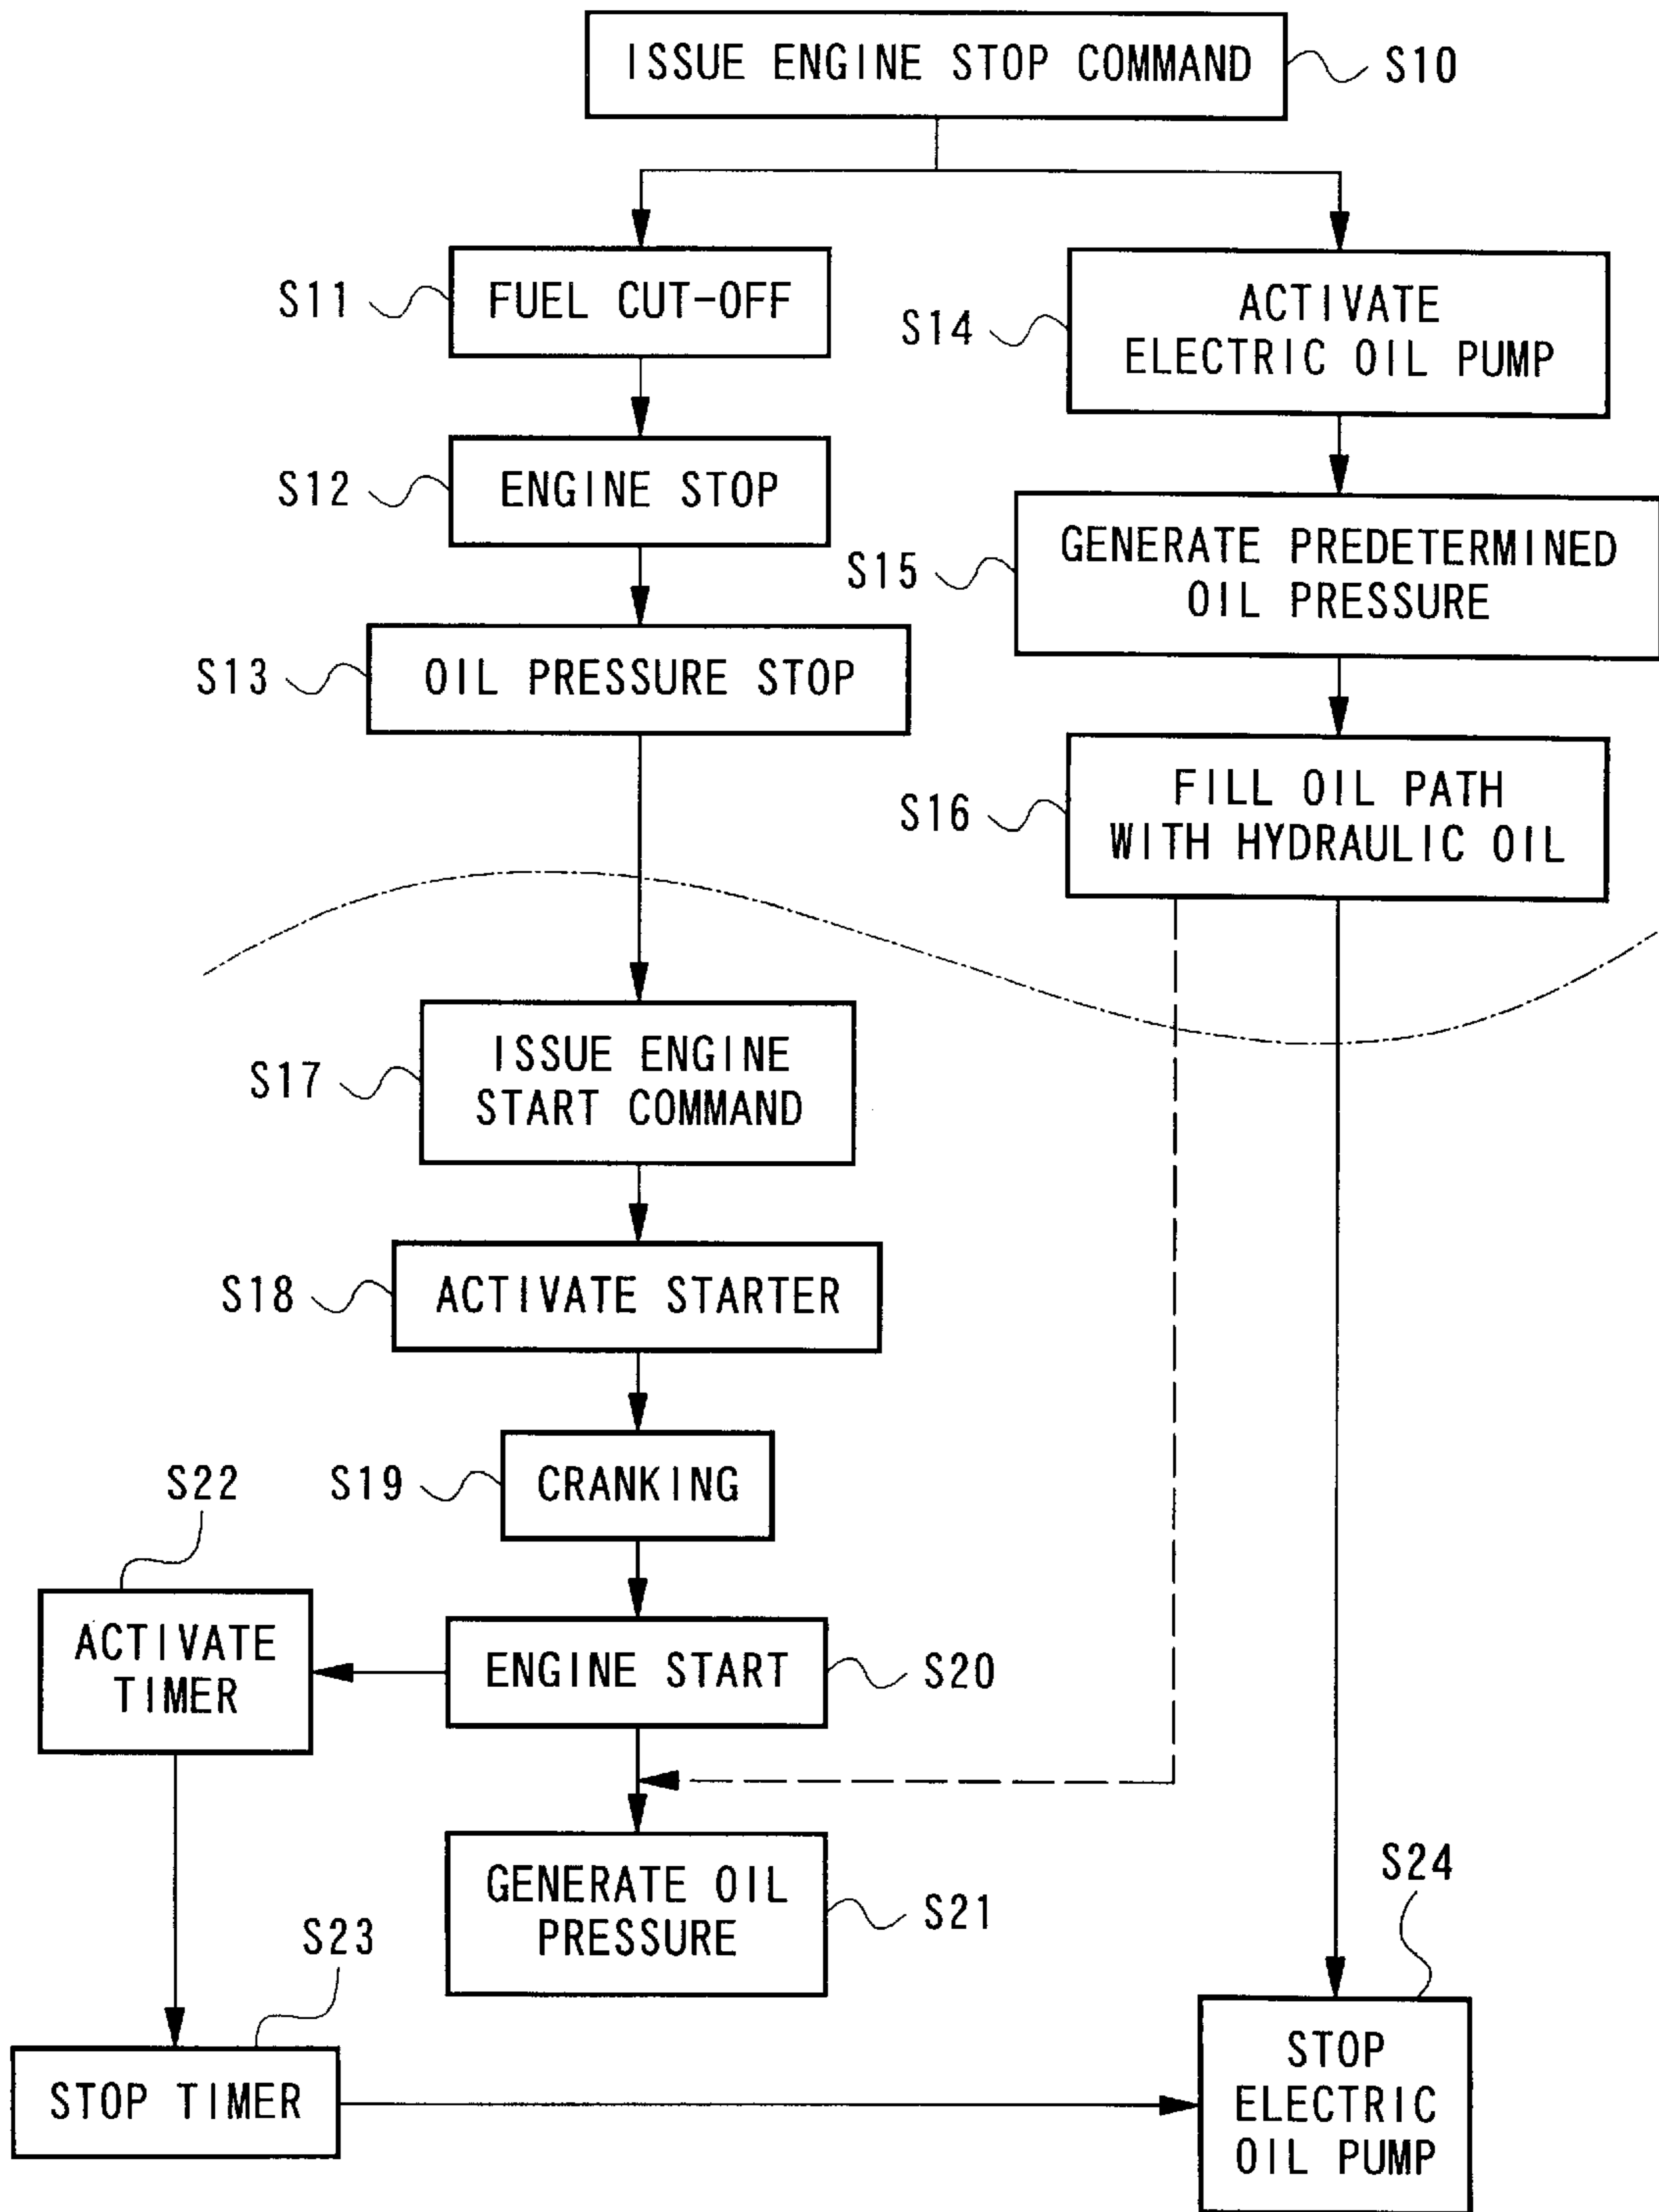 ISSUE ENGINE STOP COMMAND
S10
S11
FUEL CUT-OFF
S14
ACTIVATE
ELECTRIC OIL PUMP
S12
ENGINE STOP
S15
GENERATE PREDETERMINED
OIL PRESSURE
S13
OIL PRESSURE STOP
S16
FILL OIL PATH
WITH HYDRAULIC OIL
S17
ISSUE ENGINE
START COMMAND
S18
ACTIVATE STARTER
S22
S19
CRANKING
ACTIVATE
TIMER
ENGINE START
S20
GENERATE OIL
PRESSURE
S21
S24
S23
STOP TIMER
STOP
ELECTRIC
OIL PUMP